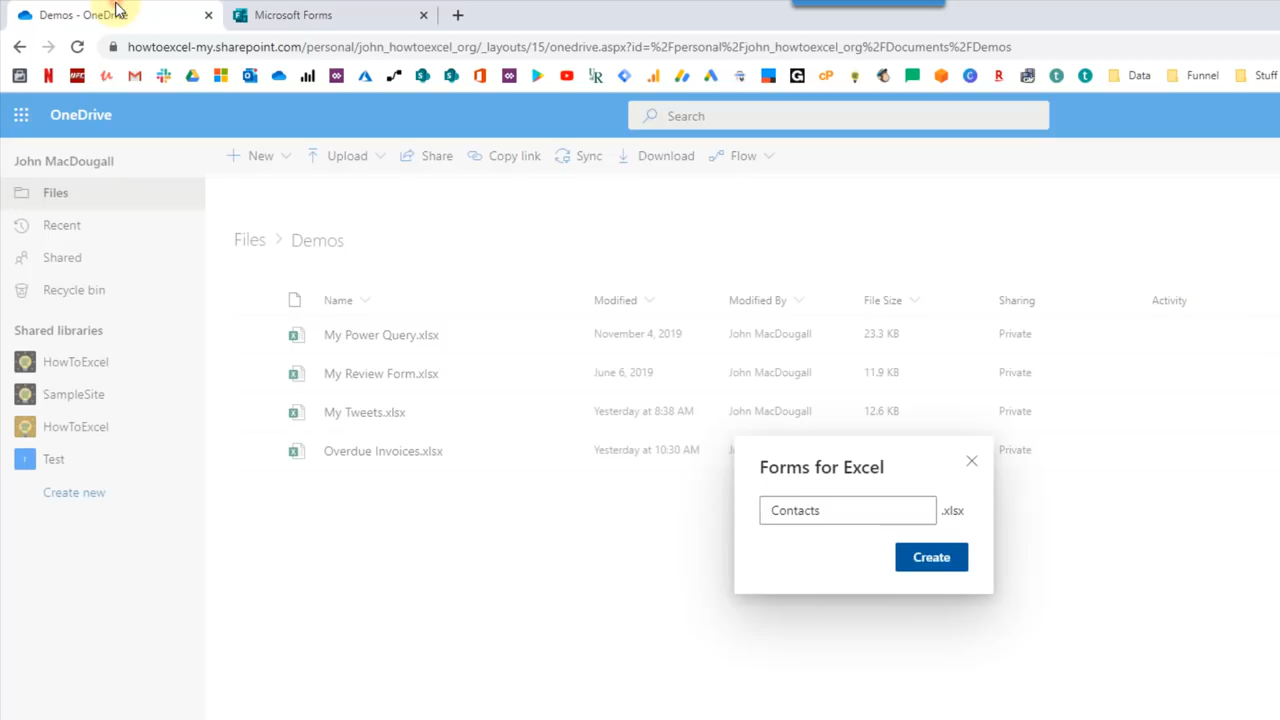 Demos - OneDrive
Microsoft Forms
howtoexcel-my.sharepoint.com/personal/john_howtoexcel_org/_layouts/15/onedrive.aspx?id=%2Fpersonal%2Fjohn_howtoexcel_org%2FDocuments%2FDemos
Data
Funnel
Stuff
OneDrive
Search
John MacDougall
New
Upload
Share
Copy link
Sync
Download
Flow
Files
Recent
Shared
Recycle bin
Shared libraries
HowToExcel
SampleSite
HowToExcel
Test
Create new
Files > Demos
Name Modified Modified By File Size Sharing Activity
My Power Query.xlsx November 4, 2019 John MacDougall 23.3 KB Private
My Review Form.xlsx June 6, 2019 John MacDougall 11.9 KB Private
My Tweets.xlsx Yesterday at 8:38 AM John MacDougall 12.6 KB Private
Overdue Invoices.xlsx Yesterday at 10:30 AM Private
Forms for Excel
Contacts .xlsx
Create